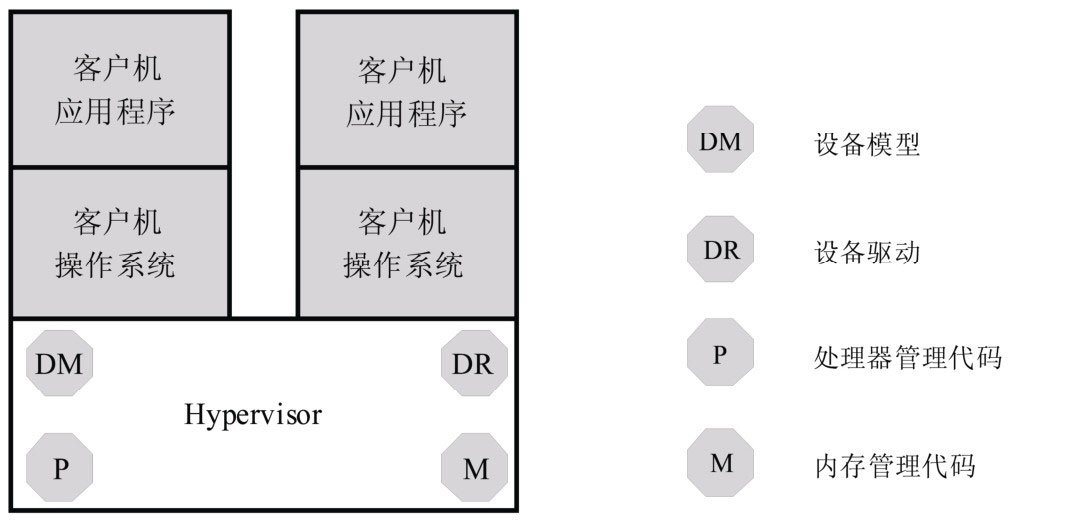 客户机
应用程序
客户机
应用程序
客户机
操作系统
客户机
操作系统
DM
DR
Hypervisor
P
M
DM
设备模型
DR
设备驱动
P
处理器管理代码
M
内存管理代码